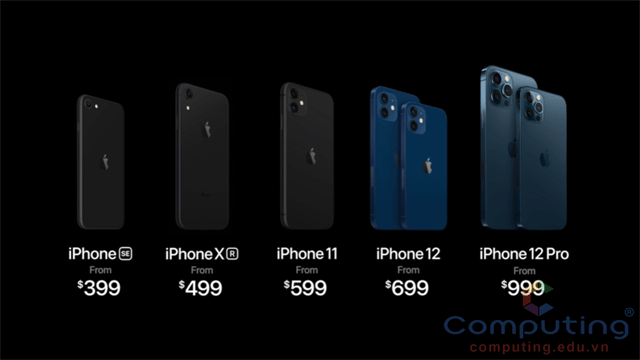 iPhone SE
From
$399
iPhone XR
From
$499
iPhone 11
From
$599
iPhone 12
From
$699
iPhone 12 Pro
From
$999
Computing®
computing.edu.vn